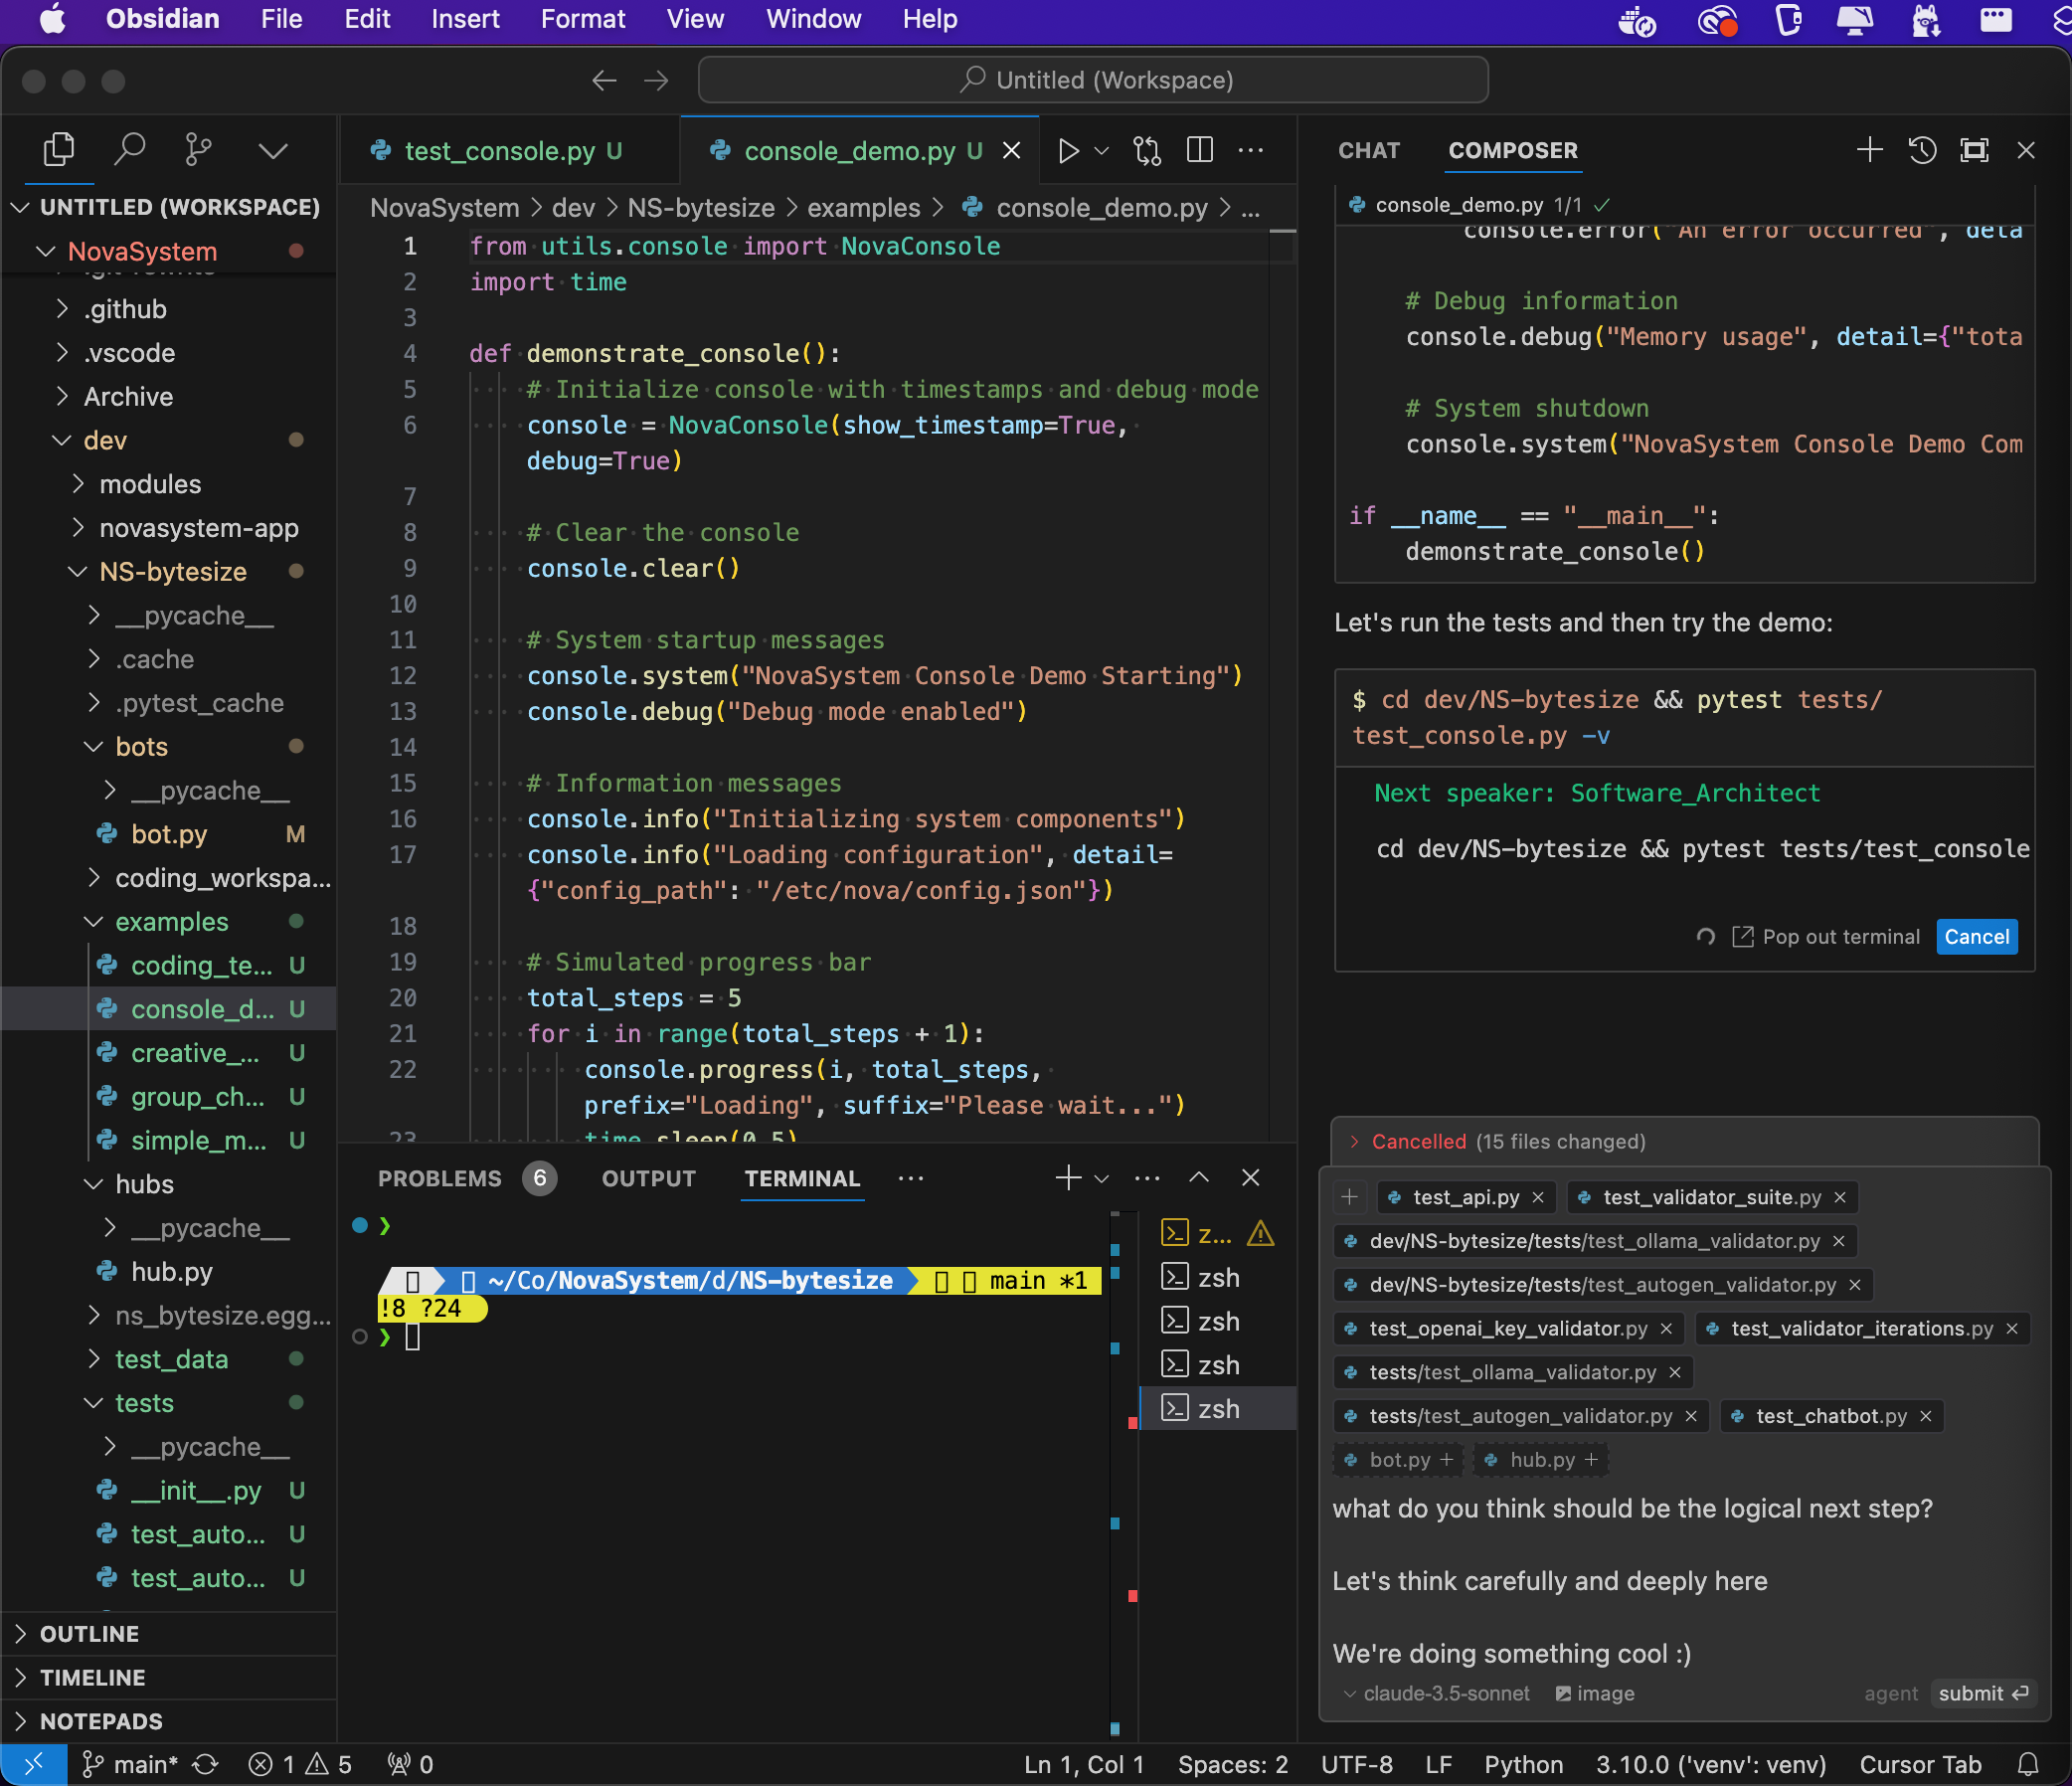 Obsidian File Edit Insert Format View Window Help
Untitled (Workspace)
UNTITLED (WORKSPACE)
NovaSystem
.github
.vscode
Archive
dev
modules
novasystem-app
NS-bytesize
__pycache__
.cache
.pytest_cache
bots
__pycache__
bot.py M
coding_workspa...
examples
coding_te... U
console_d... U
creative_... U
group_ch... U
simple_m... U
hubs
__pycache__
hub.py
ns_bytesize.egg...
test_data
tests
__pycache__
__init__.py U
test_auto... U
test_auto... U
OUTLINE
TIMELINE
NOTEPADS
test_console.py U console_demo.py U
NovaSystem > dev > NS-bytesize > examples > console_demo.py > ...
1 from utils.console import NovaConsole
2 import time
3
4 def demonstrate_console():
5 # Initialize console with timestamps and debug mode
6 console = NovaConsole(show_timestamp=True,
debug=True)
7
8 # Clear the console
9 console.clear()
10
11 # System startup messages
12 console.system("NovaSystem Console Demo Starting")
13 console.debug("Debug mode enabled")
14
15 # Information messages
16 console.info("Initializing system components")
17 console.info("Loading configuration", detail=
{"config_path": "/etc/nova/config.json"})
18
19 # Simulated progress bar
20 total_steps = 5
21 for i in range(total_steps + 1):
22 console.progress(i, total_steps,
prefix="Loading", suffix="Please wait...")
23 time.sleep(0.5)
PROBLEMS 6 OUTPUT TERMINAL ...
❯
~/Co/NovaSystem/d/NS-bytesize main *1
!8 ?24
❯
z...
zsh
zsh
zsh
zsh
CHAT COMPOSER
console_demo.py 1/1 ✓
console.error("An error occurred", deta
# Debug information
console.debug("Memory usage", detail={"tota
# System shutdown
console.system("NovaSystem Console Demo Com
if __name__ == "__main__":
demonstrate_console()
Let's run the tests and then try the demo:
$ cd dev/NS-bytesize && pytest tests/
test_console.py -v
Next speaker: Software_Architect
cd dev/NS-bytesize && pytest tests/test_console
Pop out terminal Cancel
> Cancelled (15 files changed)
+ test_api.py × test_validator_suite.py ×
dev/NS-bytesize/tests/test_ollama_validator.py ×
dev/NS-bytesize/tests/test_autogen_validator.py ×
test_openai_key_validator.py × test_validator_iterations.py ×
tests/test_ollama_validator.py ×
tests/test_autogen_validator.py × test_chatbot.py ×
bot.py + hub.py +
what do you think should be the logical next step?
Let's think carefully and deeply here
We're doing something cool :)
claude-3.5-sonnet image agent submit
main* 1 5 0 Ln 1, Col 1 Spaces: 2 UTF-8 LF Python 3.10.0 ('venv': venv) Cursor Tab